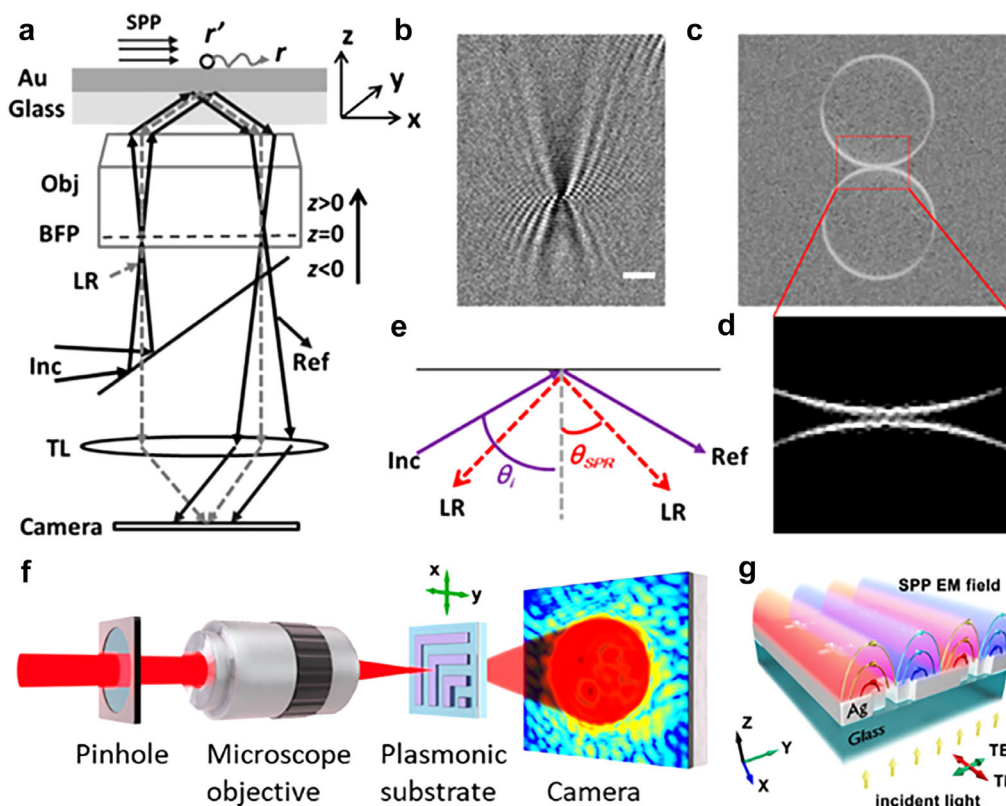 a
SPP
r'
r
z
y
x
Au
Glass
Obj
z>0
BFP
z=0
z<0
LR
Inc
Ref
TL
Camera
b
c
d
e
Inc
θi
θSPR
Ref
LR
LR
f
x
y
Pinhole
Microscope
objective
Plasmonic
substrate
Camera
g
SPP EM field
Ag
Glass
Z
Y
X
TE
incident light